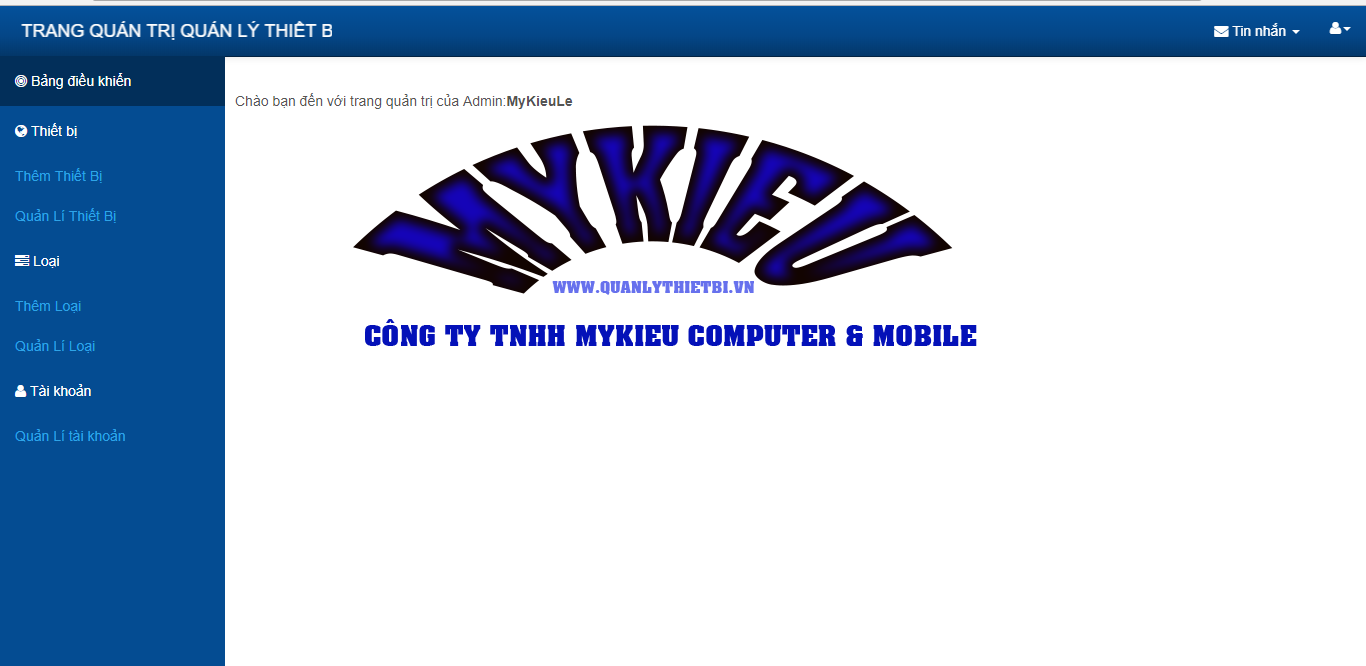 TRANG QUẢN TRỊ QUẢN LÝ THIẾT B
Tin nhắn
Bảng điều khiển
Thiết bị
Thêm Thiết Bị
Quản Lí Thiết Bị
Loại
Thêm Loại
Quản Lí Loại
Tài khoản
Quản Lí tài khoản
Chào bạn đến với trang quản trị của Admin:MyKieuLe
MYKIEU
WWW.QUANLYTHIETBI.VN
CÔNG TY TNHH MYKIEU COMPUTER & MOBILE